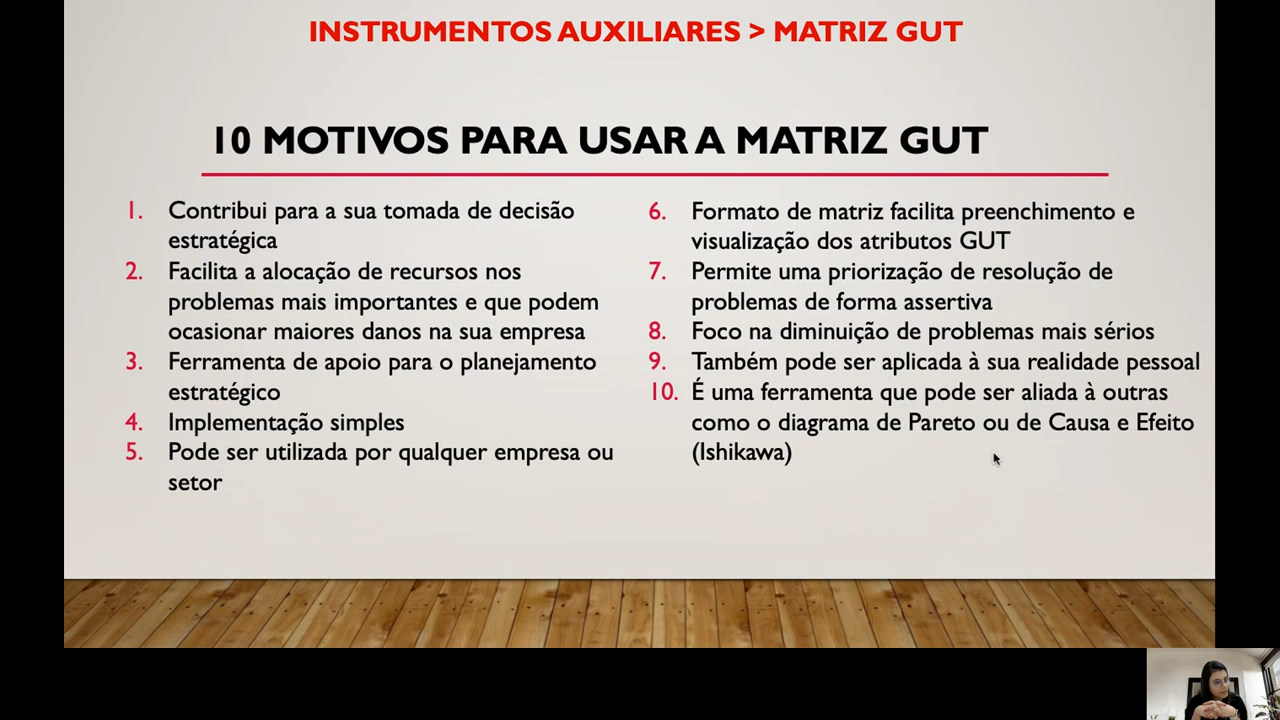 INSTRUMENTOS AUXILIARES > MATRIZ GUT
10 MOTIVOS PARA USAR A MATRIZ GUT
1. Contribui para a sua tomada de decisão
estratégica
2. Facilita a alocação de recursos nos
problemas mais importantes e que podem
ocasionar maiores danos na sua empresa
3. Ferramenta de apoio para o planejamento
estratégico
4. Implementação simples
5. Pode ser utilizada por qualquer empresa ou
setor
6. Formato de matriz facilita preenchimento e
visualização dos atributos GUT
7. Permite uma priorização de resolução de
problemas de forma assertiva
8. Foco na diminuição de problemas mais sérios
9. Também pode ser aplicada à sua realidade pessoal
10. É uma ferramenta que pode ser aliada à outras
como o diagrama de Pareto ou de Causa e Efeito
(Ishikawa)